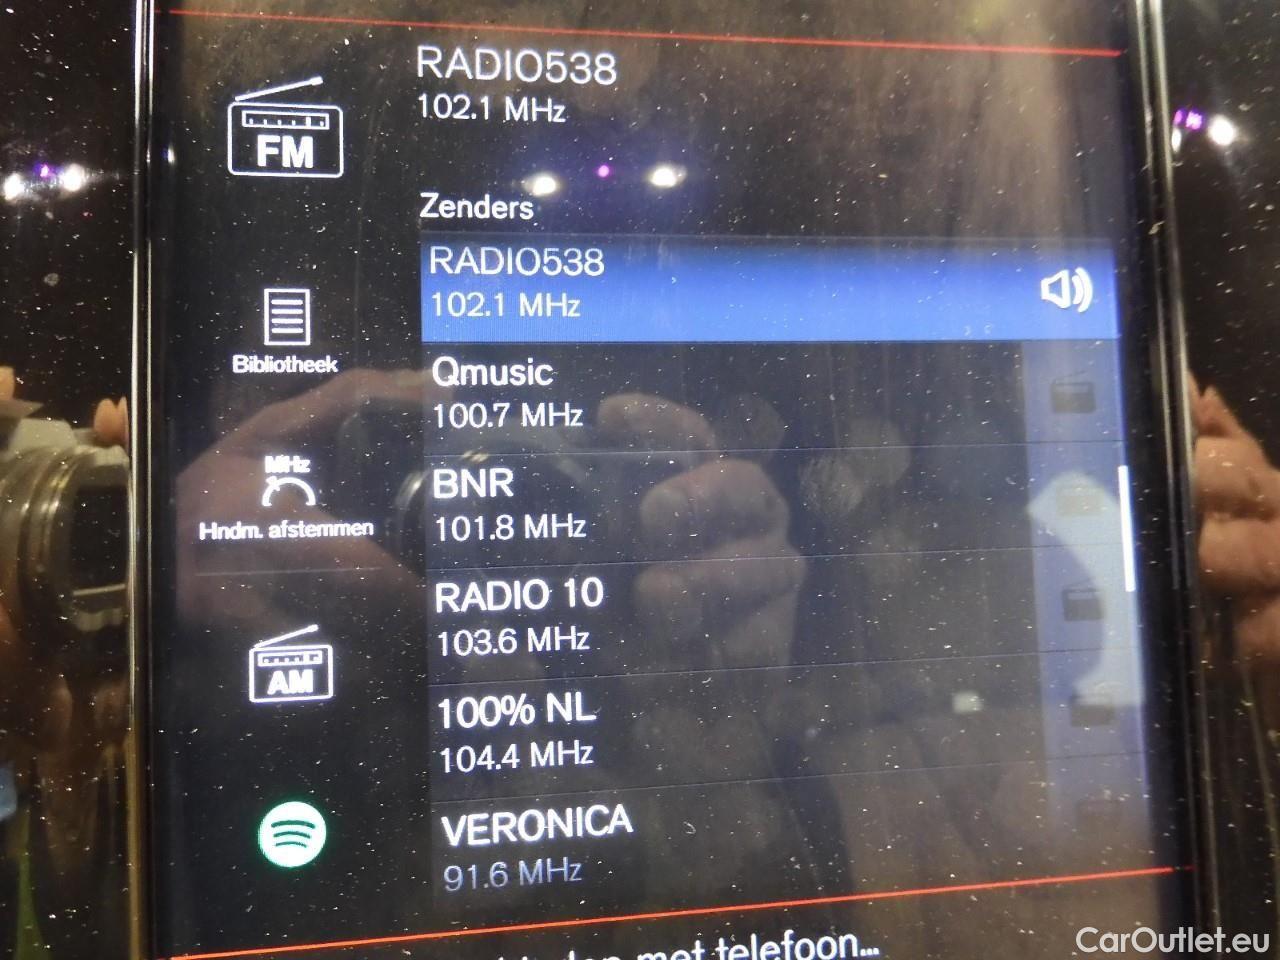 RADIO538
102.1 MHz
FM
Zenders
RADIO538
102.1 MHz
Bibliotheek
Qmusic
100.7 MHz
MHz
Hndm. afstemmen
BNR
101.8 MHz
RADIO 10
103.6 MHz
AM
100% NL
104.4 MHz
VERONICA
91.6 MHz
met telefoon...
CarOutlet.eu